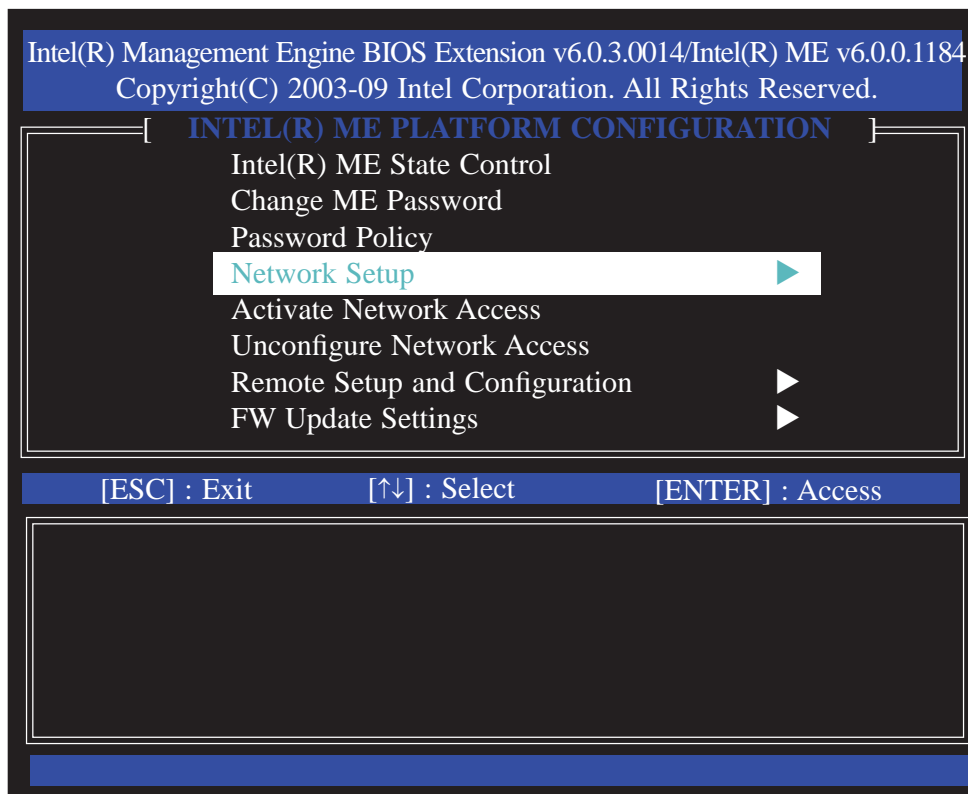 Intel(R) Management Engine BIOS Extension v6.0.3.0014/Intel(R) ME v6.0.0.1184
Copyright(C) 2003-09 Intel Corporation. All Rights Reserved.
[ INTEL(R) ME PLATFORM CONFIGURATION ]
Intel(R) ME State Control
Change ME Password
Password Policy
Network Setup ▶
Activate Network Access
Unconfigure Network Access
Remote Setup and Configuration ▶
FW Update Settings ▶
[ESC] : Exit [↑↓] : Select [ENTER] : Access